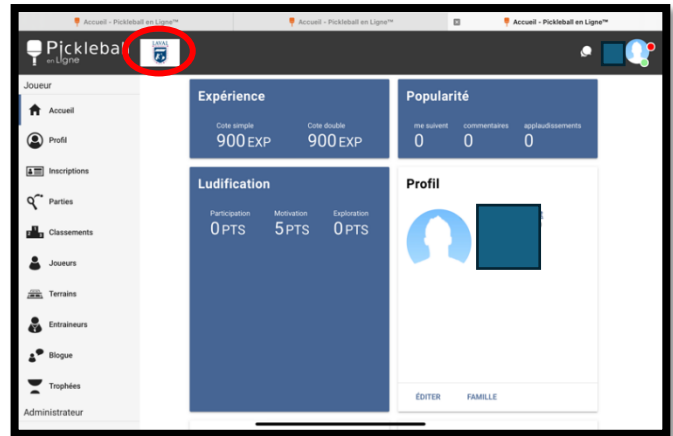 Accueil - Pickleball en Ligne™
Accueil - Pickleball en Ligne™
Accueil - Pickleball en Ligne™
Pickleball
en Ligne
LAVAL
Joueur
Accueil
Profil
Inscriptions
Parties
Classements
Joueurs
Terrains
Entraineurs
Blogue
Trophées
Administrateur
Expérience
Cote simple
900 EXP
Cote double
900 EXP
Popularité
me suivent commentaires applaudissements
0 0 0
Ludification
Participation Motivation Exploration
0 PTS 5 PTS 0 PTS
Profil
ÉDITER FAMILLE